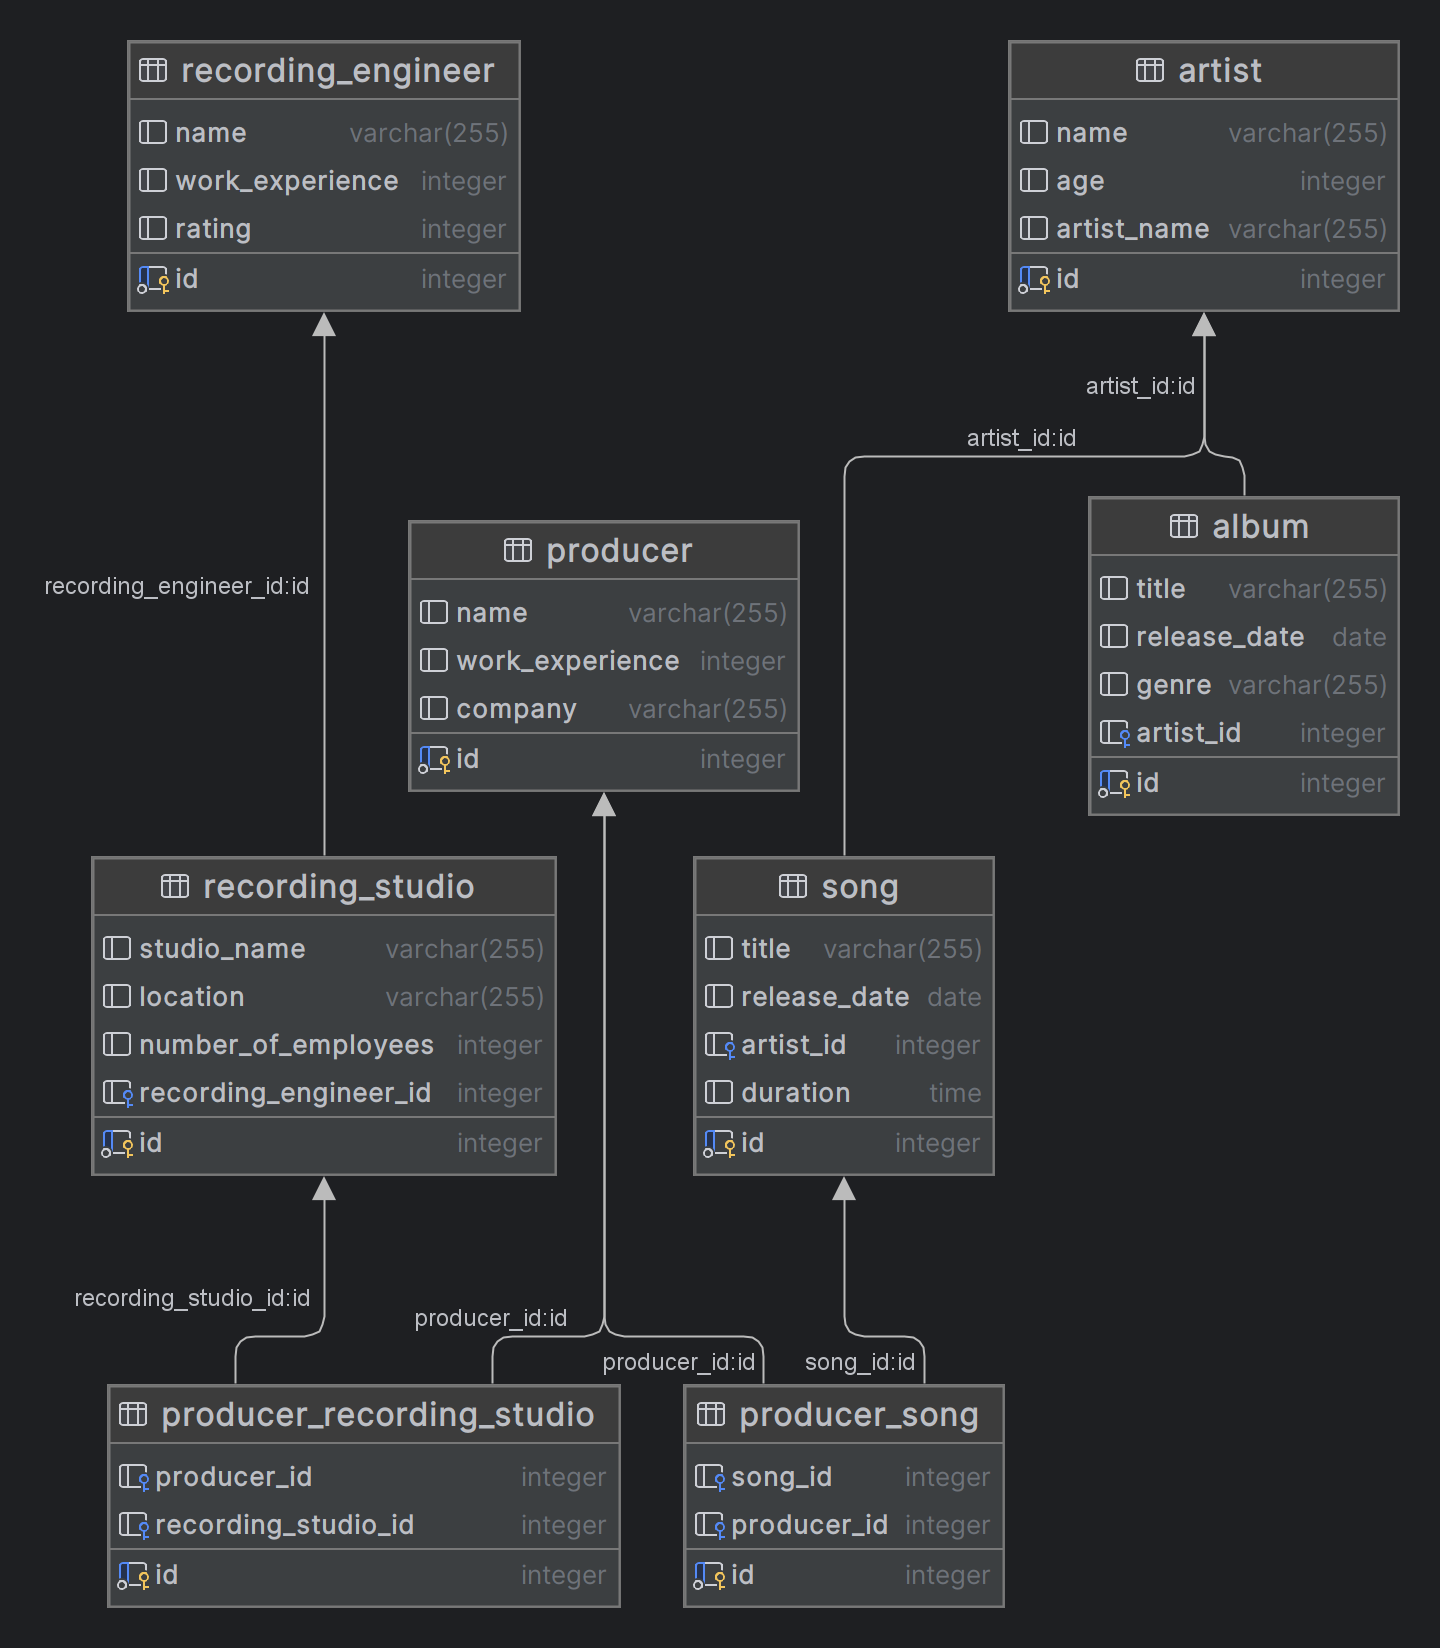 recording_engineer
name varchar(255)
work_experience integer
rating integer
id integer
artist
name varchar(255)
age integer
artist_name varchar(255)
id integer
artist_id:id
artist_id:id
recording_engineer_id:id
producer
name varchar(255)
work_experience integer
company varchar(255)
id integer
album
title varchar(255)
release_date date
genre varchar(255)
artist_id integer
id integer
recording_studio
studio_name varchar(255)
location varchar(255)
number_of_employees integer
recording_engineer_id integer
id integer
song
title varchar(255)
release_date date
artist_id integer
duration time
id integer
recording_studio_id:id
producer_id:id
producer_id:id
song_id:id
producer_recording_studio
producer_id integer
recording_studio_id integer
id integer
producer_song
song_id integer
producer_id integer
id integer